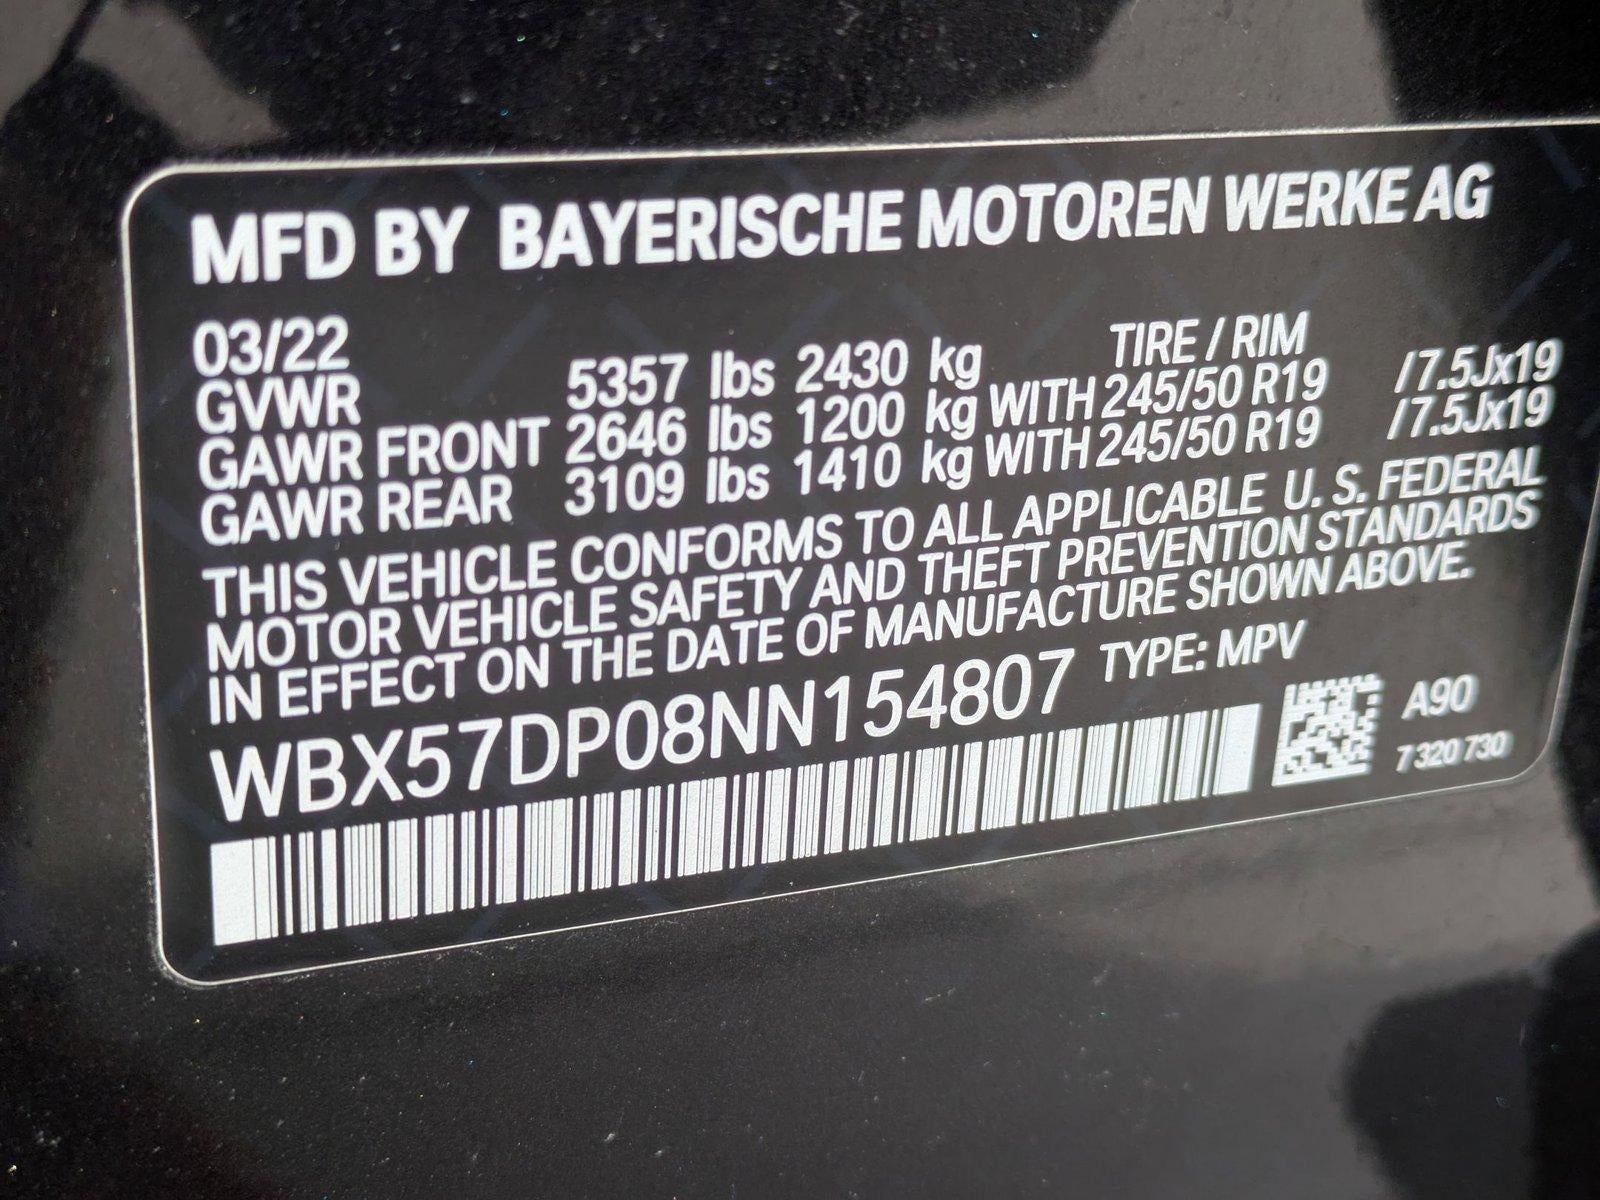 MFD BY BAYERISCHE MOTOREN WERKE AG
03/22 TIRE / RIM
GVWR 5357 lbs 2430 kg
GAWR FRONT 2646 lbs 1200 kg WITH 245/50 R19 /7.5Jx19
GAWR REAR 3109 lbs 1410 kg WITH 245/50 R19 /7.5Jx19
THIS VEHICLE CONFORMS TO ALL APPLICABLE U. S. FEDERAL
MOTOR VEHICLE SAFETY AND THEFT PREVENTION STANDARDS
IN EFFECT ON THE DATE OF MANUFACTURE SHOWN ABOVE.
WBX57DP08NN154807 TYPE: MPV
A90
7 320 730